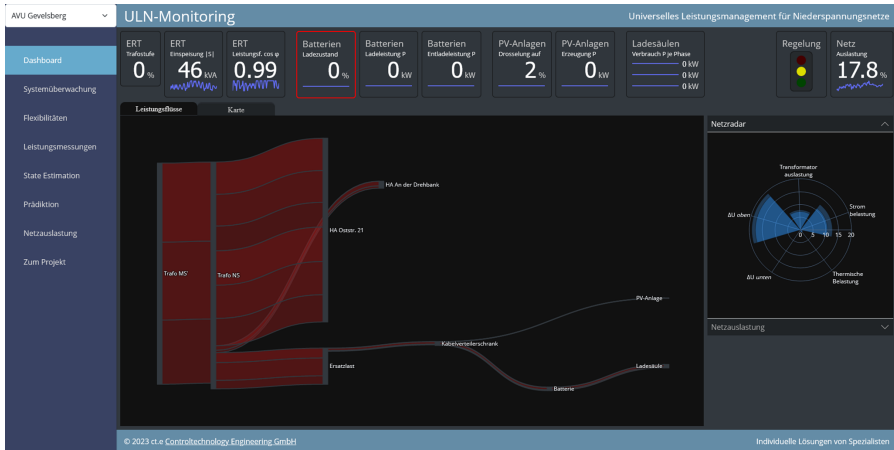 AVU Gevelsberg
ULN-Monitoring
Universelles Leistungsmanagement für Niederspannungsnetze
Dashboard
Systemüberwachung
Flexibilitäten
Leistungsmessungen
State Estimation
Prädiktion
Netzauslastung
Zum Projekt
ERT
Trafostufe
0 %
ERT
Einspeisung |S|
46 kVA
ERT
Leistungsf. cos φ
0.99
Batterien
Ladezustand
0 %
Batterien
Ladeleistung P
0 kW
Batterien
Entladeleistung P
0 kW
PV-Anlagen
Drosselung auf
2 %
PV-Anlagen
Erzeugung P
0 kW
Ladesäulen
Verbrauch P je Phase
0 kW
0 kW
0 kW
Regelung
Netz
Auslastung
17.8 %
Leistungsflüsse
Karte
HA An der Drehbank
HA Oststr. 21
Trafo MS'
Trafo NS
PV-Anlage
Kabelverteilerschrank
Ersatzlast
Ladesäule
Batterie
Netzradar
Transformator
auslastung
Strom
belastung
ΔU oben
0 5 10 15 20
ΔU unten
Thermische
Belastung
Netzauslastung
© 2023 ct.e Controltechnology Engineering GmbH
Individuelle Lösungen von Spezialisten